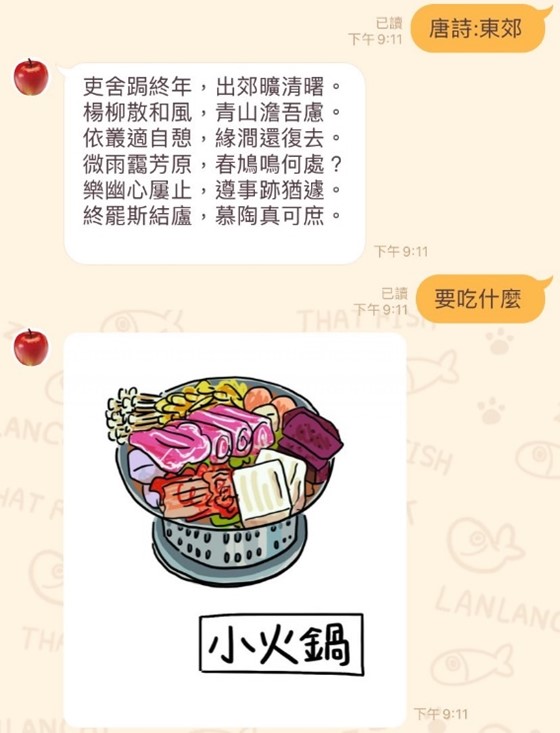 唐詩:東郊
已讀
下午9:11
吏舍跼終年，出郊曠清曙。
楊柳散和風，青山澹吾慮。
依叢適自憩，緣澗還復去。
微雨靄芳原，春鳩鳴何處？
樂幽心屢止，遵事跡猶遽。
終罷斯結廬，慕陶真可庶。
下午9:11
要吃什麼
已讀
下午9:11
THAT FISH
小火鍋
LANLANC
下午9:11